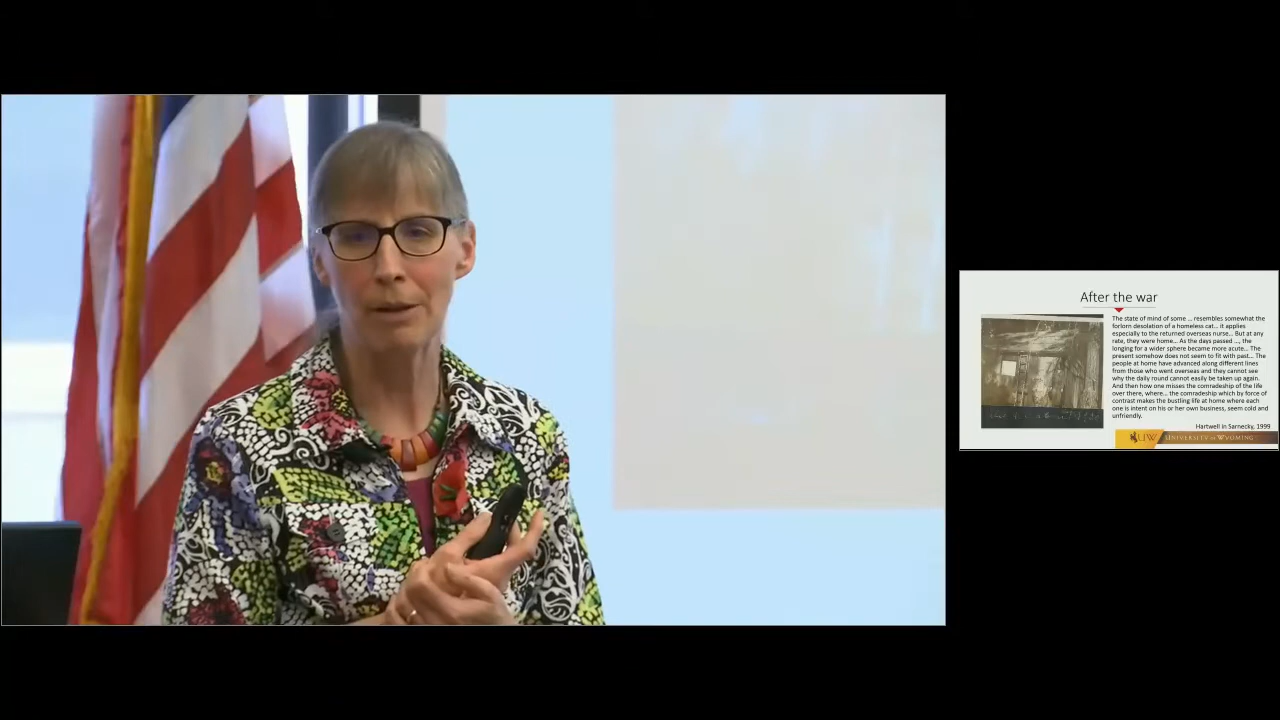 After the war
The state of mind of some ... resembles somewhat the
forlorn desolation of a homeless cat... it applies
especially to the returned overseas nurse... But at any
rate, they were home... As the days passed ..., the
longing for a wider sphere became more acute... The
present somehow does not seem to fit with past... The
people at home have advanced along different lines
from those who went overseas and they cannot see
why the daily round cannot easily be taken up again.
And then how one misses the comradeship of the life
over there, where... the comradeship which by force of
contrast makes the bustling life at home where each
one is intent on his or her own business, seem cold and
unfriendly.
Hartwell in Sarnecky, 1999
UW UNIVERSITY OF WYOMING